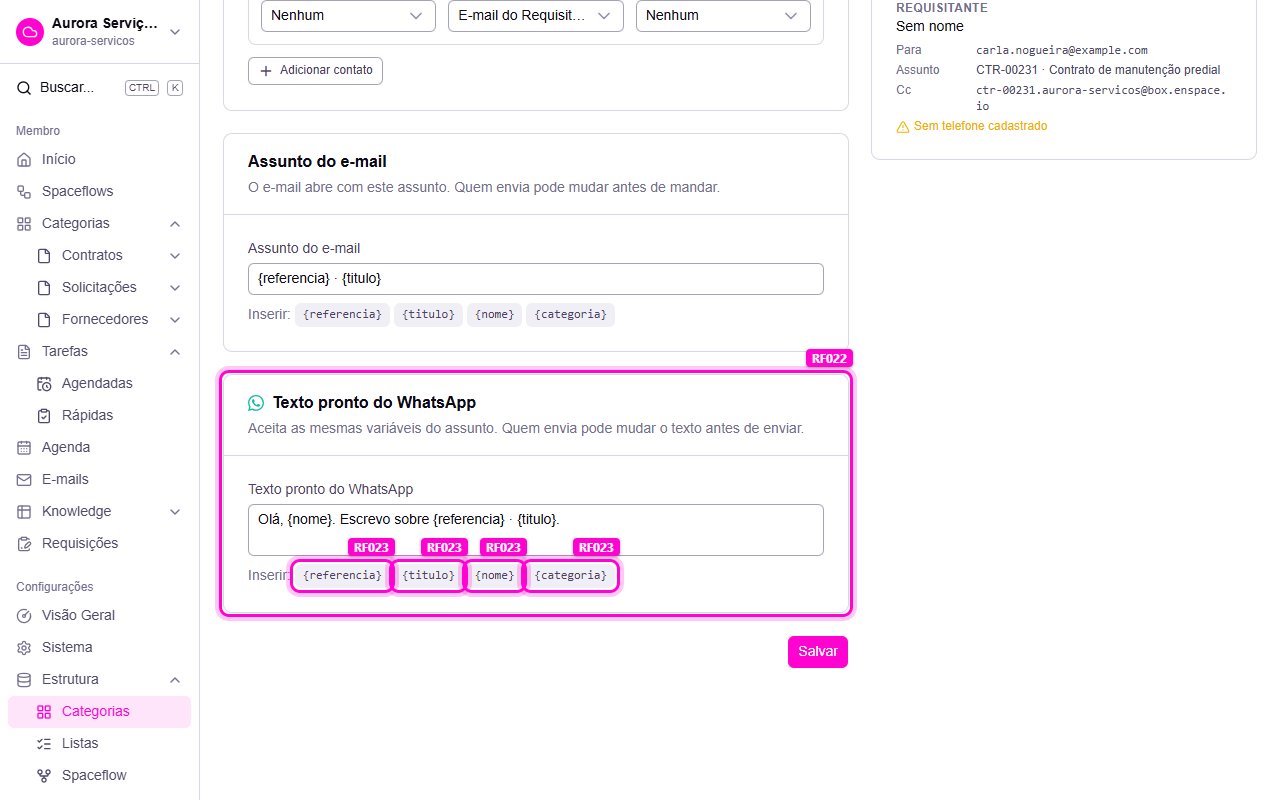 Aurora Serviç...
aurora-servicos
Buscar... CTRL K
Membro
Início
Spaceflows
Categorias
Contratos
Solicitações
Fornecedores
Tarefas
Agendadas
Rápidas
Agenda
E-mails
Knowledge
Requisições
Configurações
Visão Geral
Sistema
Estrutura
Categorias
Listas
Spaceflow
Nenhum E-mail do Requisit... Nenhum
Adicionar contato
Assunto do e-mail
O e-mail abre com este assunto. Quem envia pode mudar antes de mandar.
Assunto do e-mail
{referencia} · {titulo}
Inserir: {referencia} {titulo} {nome} {categoria}
RF022
Texto pronto do WhatsApp
Aceita as mesmas variáveis do assunto. Quem envia pode mudar o texto antes de enviar.
Texto pronto do WhatsApp
Olá, {nome}. Escrevo sobre {referencia} · {titulo}.
RF023 RF023 RF023 RF023
Inserir: {referencia} {titulo} {nome} {categoria}
Salvar
REQUISITANTE
Sem nome
Para carla.nogueira@example.com
Assunto CTR-00231 · Contrato de manutenção predial
Cc ctr-00231.aurora-servicos@box.enspace.
io
Sem telefone cadastrado